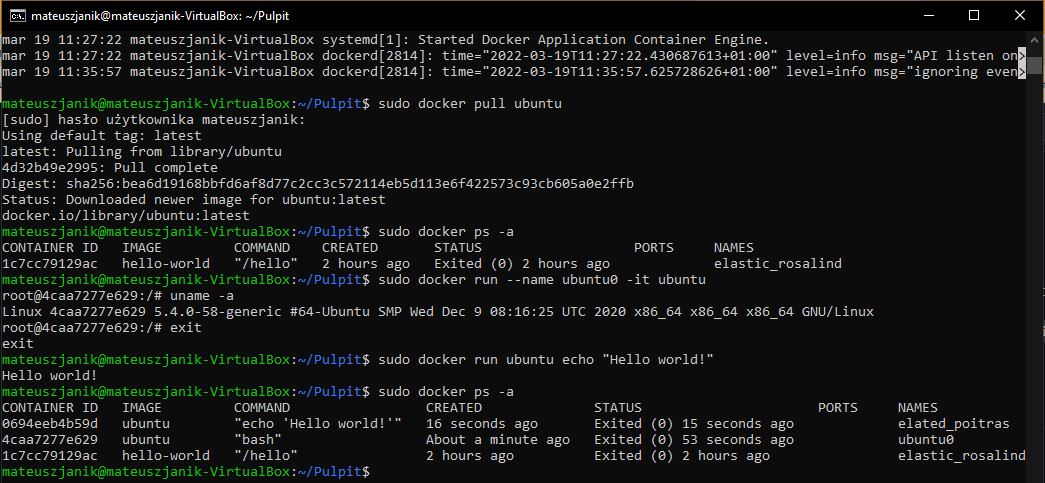 mateuszjanik@mateuszjanik-VirtualBox: ~/Pulpit
mar 19 11:27:22 mateuszjanik-VirtualBox systemd[1]: Started Docker Application Container Engine.
mar 19 11:27:22 mateuszjanik-VirtualBox dockerd[2814]: time="2022-03-19T11:27:22.430687613+01:00" level=info msg="API listen on>
mar 19 11:35:57 mateuszjanik-VirtualBox dockerd[2814]: time="2022-03-19T11:35:57.625728626+01:00" level=info msg="ignoring even>
mateuszjanik@mateuszjanik-VirtualBox:~/Pulpit$ sudo docker pull ubuntu
[sudo] hasło użytkownika mateuszjanik:
Using default tag: latest
latest: Pulling from library/ubuntu
4d32b49e2995: Pull complete
Digest: sha256:bea6d19168bbfd6af8d77c2cc3c572114eb5d113e6f422573c93cb605a0e2ffb
Status: Downloaded newer image for ubuntu:latest
docker.io/library/ubuntu:latest
mateuszjanik@mateuszjanik-VirtualBox:~/Pulpit$ sudo docker ps -a
CONTAINER ID   IMAGE         COMMAND    CREATED       STATUS                   PORTS     NAMES
1c7cc79129ac   hello-world   "/hello"   2 hours ago   Exited (0) 2 hours ago             elastic_rosalind
mateuszjanik@mateuszjanik-VirtualBox:~/Pulpit$ sudo docker run --name ubuntu0 -it ubuntu
root@4caa7277e629:/# uname -a
Linux 4caa7277e629 5.4.0-58-generic #64-Ubuntu SMP Wed Dec 9 08:16:25 UTC 2020 x86_64 x86_64 x86_64 GNU/Linux
root@4caa7277e629:/# exit
exit
mateuszjanik@mateuszjanik-VirtualBox:~/Pulpit$ sudo docker run ubuntu echo "Hello world!"
Hello world!
mateuszjanik@mateuszjanik-VirtualBox:~/Pulpit$ sudo docker ps -a
CONTAINER ID   IMAGE         COMMAND                 CREATED              STATUS                      PORTS     NAMES
0694eeb4b59d   ubuntu        "echo 'Hello world!'"   16 seconds ago       Exited (0) 15 seconds ago             elated_poitras
4caa7277e629   ubuntu        "bash"                  About a minute ago   Exited (0) 53 seconds ago             ubuntu0
1c7cc79129ac   hello-world   "/hello"                2 hours ago          Exited (0) 2 hours ago                elastic_rosalind
mateuszjanik@mateuszjanik-VirtualBox:~/Pulpit$